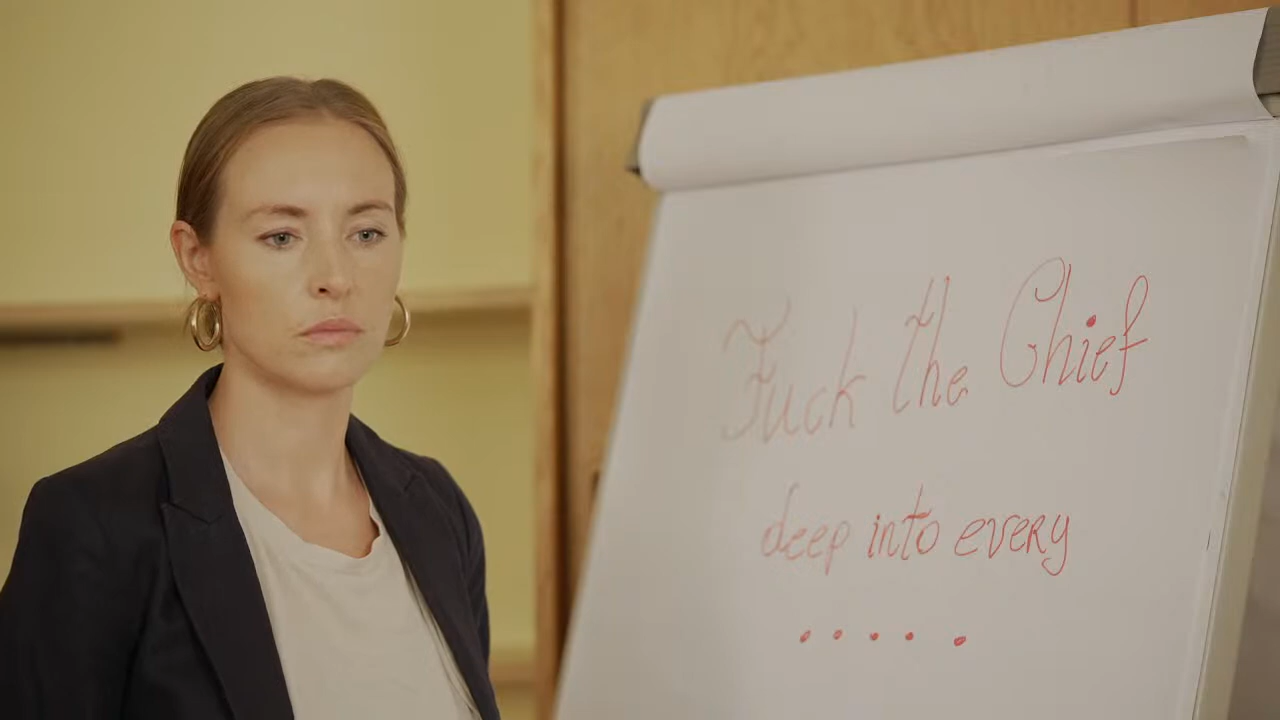 Fuck the Chief
deep into every
. . . . .